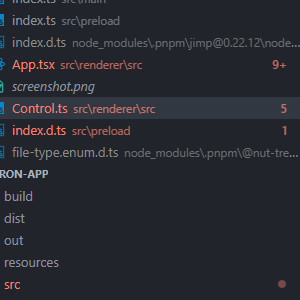 index.ts src\main
index.ts src\preload
index.d.ts node_modules\.pnpm\jimp@0.22.12\node...
App.tsx src\renderer\src 9+
screenshot.png
Control.ts src\renderer\src 5
index.d.ts src\preload 1
file-type.enum.d.ts node_modules\.pnpm\@nut-tre...
RON-APP
build
dist
out
resources
src